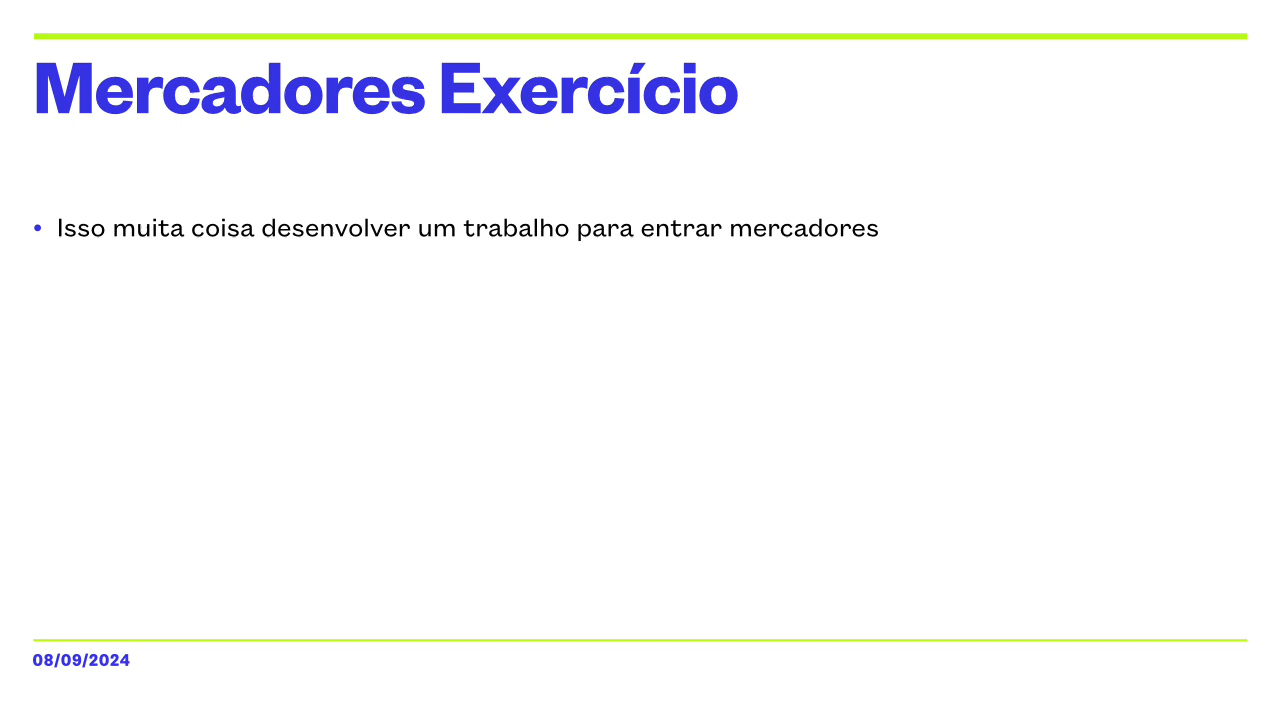 Mercadores Exercício
• Isso muita coisa desenvolver um trabalho para entrar mercadores
08/09/2024